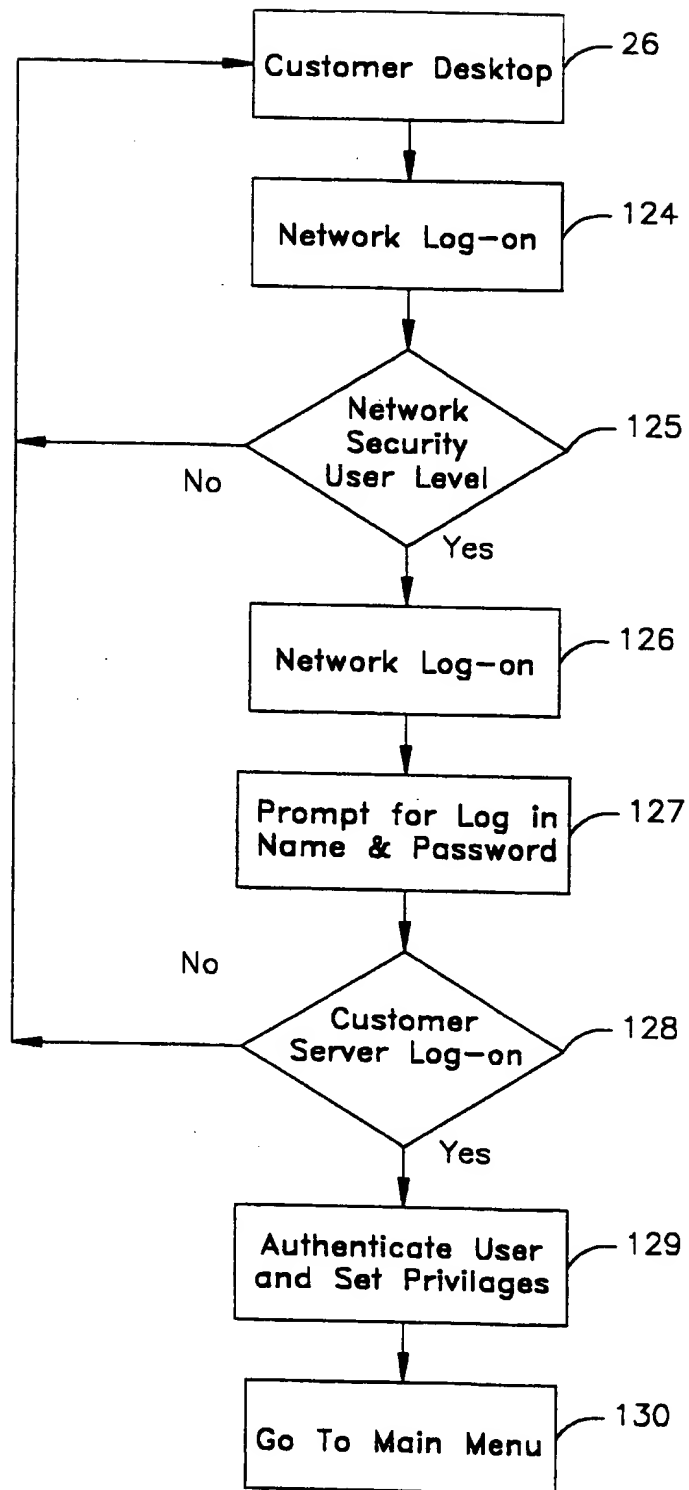 Customer Desktop
26
Network Log-on
124
Network
Security
User Level
125
No
Yes
Network Log-on
126
Prompt for Log in
Name & Password
127
No
Customer
Server Log-on
128
Yes
Authenticate User
and Set Privilages
129
Go To Main Menu
130